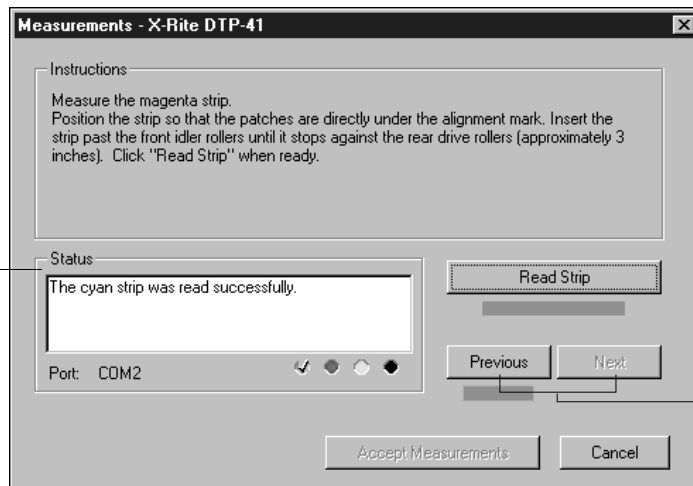 Measurements - X-Rite DTP-41
Instructions
Measure the magenta strip.
Position the strip so that the patches are directly under the alignment mark. Insert the
strip past the front idler rollers until it stops against the rear drive rollers (approximately 3
inches). Click "Read Strip" when ready.
Status
The cyan strip was read successfully.
Read Strip
Port: COM2
Previous
Next
Accept Measurements
Cancel